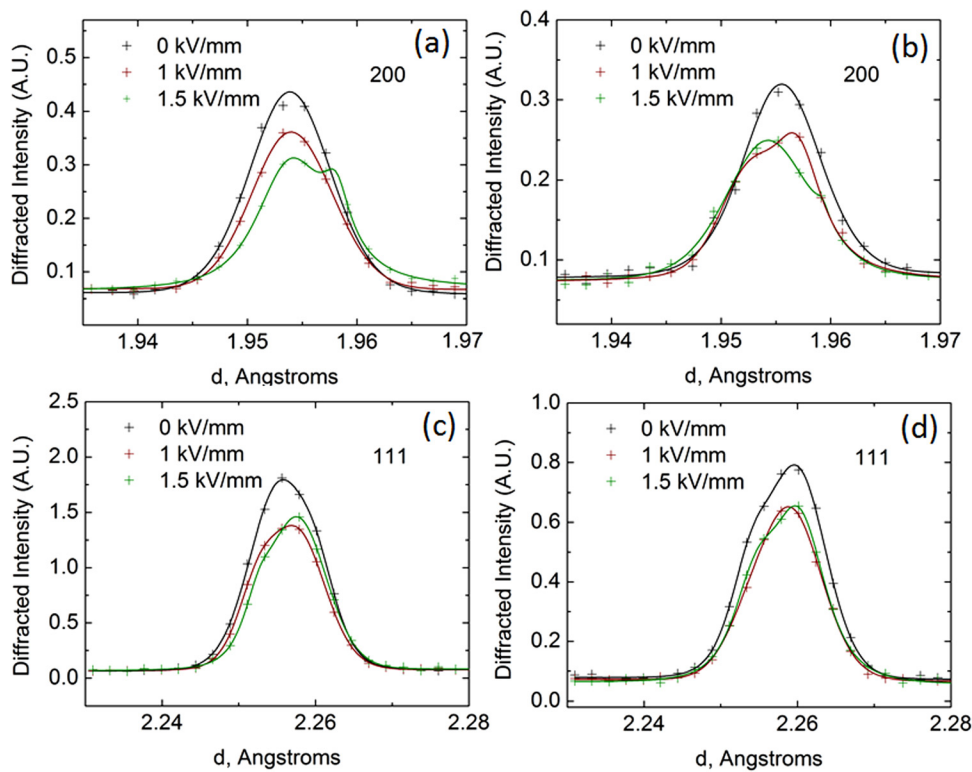 (a)
0 kV/mm
1 kV/mm
1.5 kV/mm
200
0.5
0.4
0.3
0.2
0.1
Diffracted Intensity (A.U.)
1.94 1.95 1.96 1.97
d, Angstroms
(b)
0 kV/mm
1 kV/mm
1.5 kV/mm
200
0.4
0.3
0.2
0.1
Diffracted Intensity (A.U.)
1.94 1.95 1.96 1.97
d, Angstroms
(c)
0 kV/mm
1 kV/mm
1.5 kV/mm
111
2.5
2.0
1.5
1.0
0.5
0.0
Diffracted Intensity (A.U.)
2.24 2.26 2.28
d, Angstroms
(d)
0 kV/mm
1 kV/mm
1.5 kV/mm
111
1.0
0.8
0.6
0.4
0.2
0.0
Diffracted Intensity (A.U.)
2.24 2.26 2.28
d, Angstroms